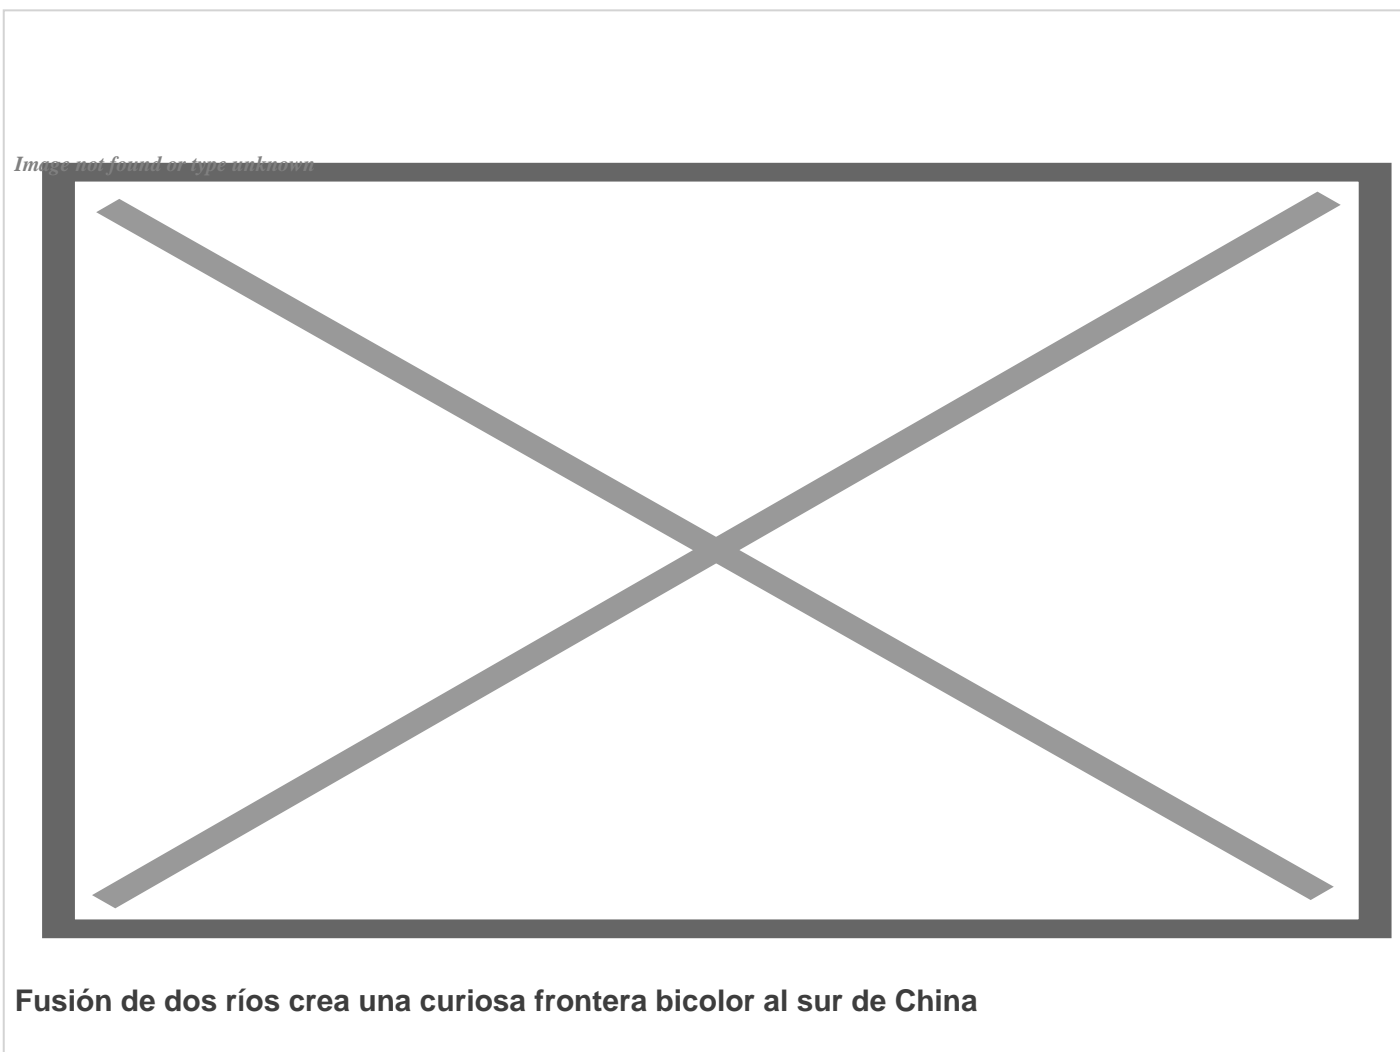 Image not found or type unknown
Fusión de dos ríos crea una curiosa frontera bicolor al sur de China